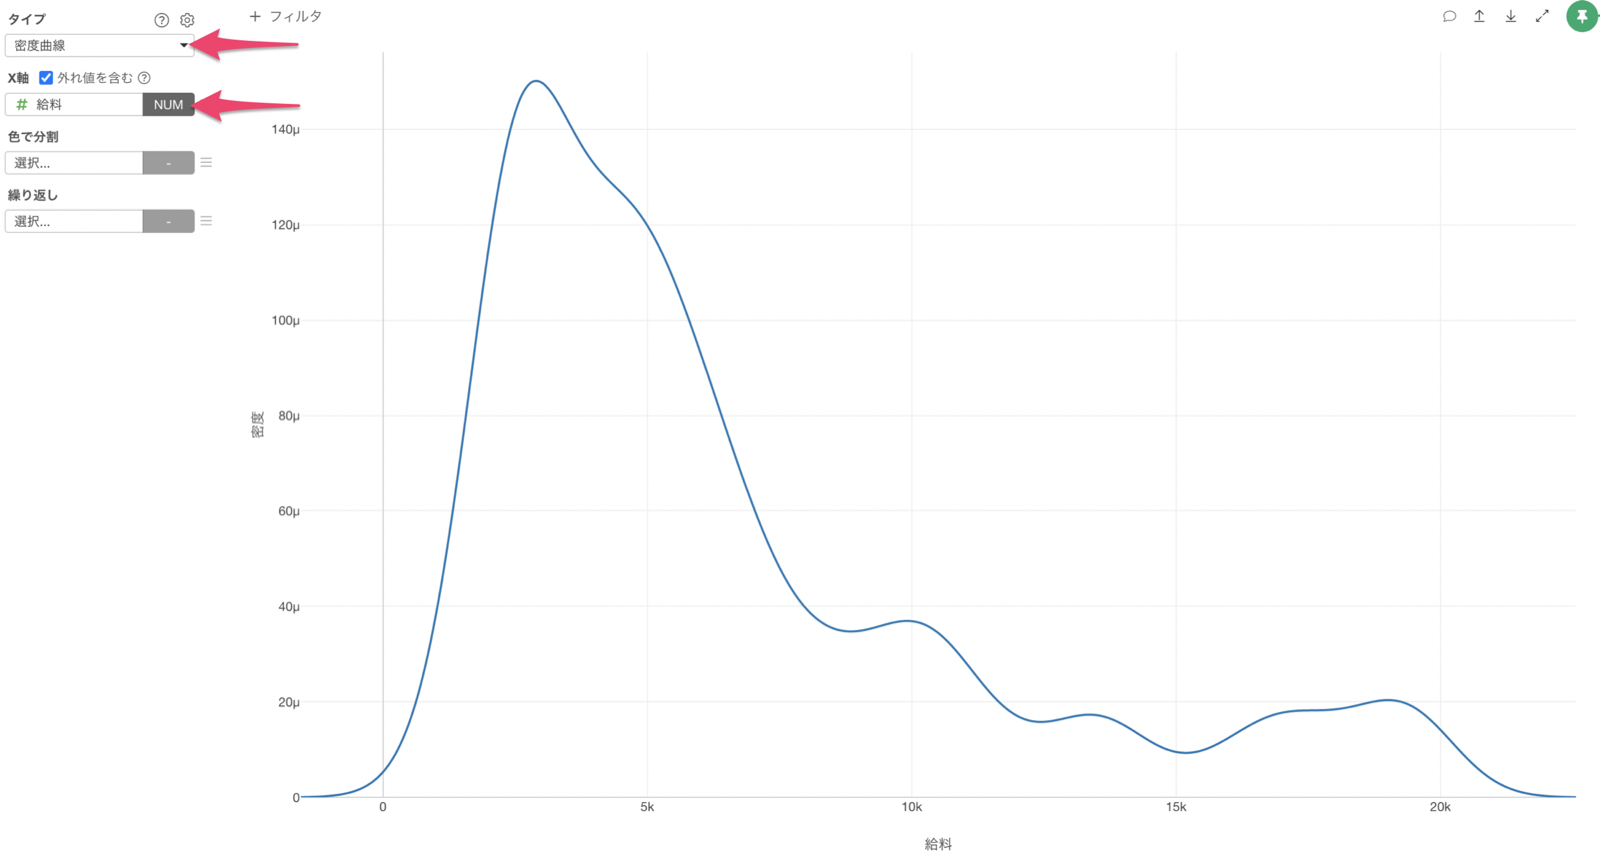 タイプ
密度曲線
X軸 外れ値を含む
# 給料 NUM
色で分割
選択... -
繰り返し
選択... -
+ フィルタ
140μ
120μ
100μ
80μ
60μ
40μ
20μ
0
密度
0 5k 10k 15k 20k
給料